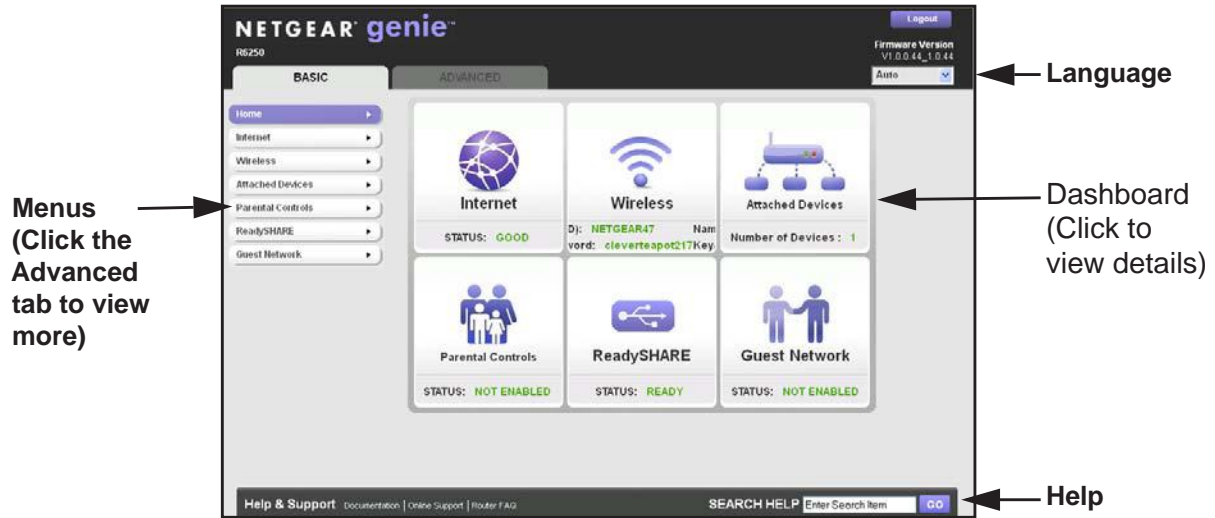 NETGEAR® genie™
Logout
R6250
Firmware Version
V1.0.0.44_1.0.44
Auto
BASIC
ADVANCED
Language
Home
Internet
Wireless
Attached Devices
Parental Controls
ReadySHARE
Guest Network
Menus
(Click the
Advanced
tab to view
more)
Internet
STATUS: GOOD
Wireless
D): NETGEAR47 Nam
vord: cleverteapot217Key
Attached Devices
Number of Devices : 1
Parental Controls
STATUS: NOT ENABLED
ReadySHARE
STATUS: READY
Guest Network
STATUS: NOT ENABLED
Dashboard
(Click to
view details)
Help & Support Documentation | Online Support | Router FAQ
SEARCH HELP Enter Search Item GO
Help